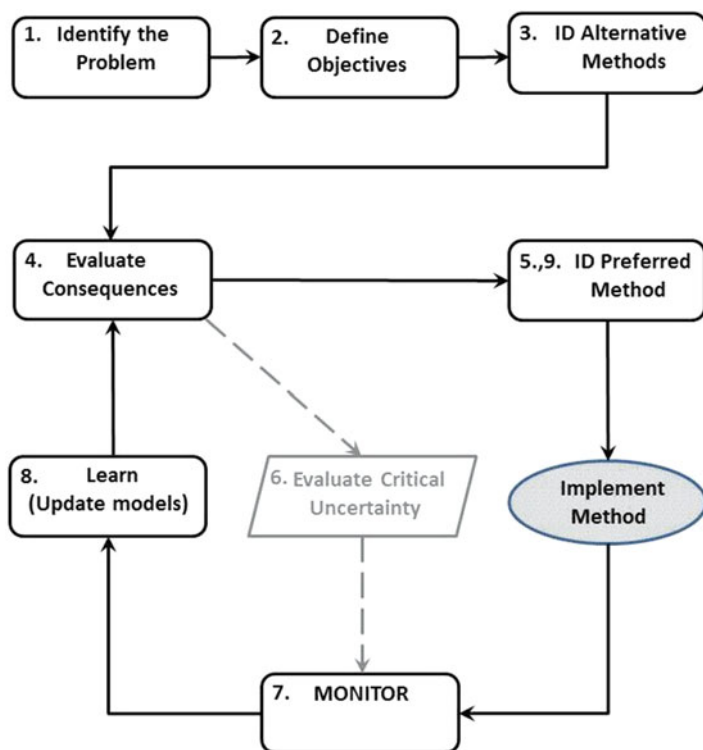 1. Identify the
Problem
2. Define
Objectives
3. ID Alternative
Methods
4. Evaluate
Consequences
5.,9. ID Preferred
Method
8. Learn
(Update models)
6. Evaluate Critical
Uncertainty
Implement
Method
7. MONITOR